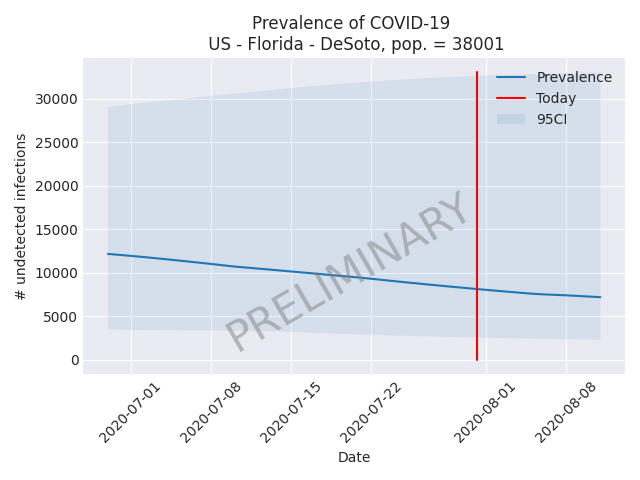 Prevalence of COVID-19
US - Florida - DeSoto, pop. = 38001
Prevalence
Today
95CI
# undetected infections
30000
25000
20000
15000
10000
5000
0
PRELIMINARY
2020-07-01
2020-07-08
2020-07-15
2020-07-22
2020-08-01
2020-08-08
Date